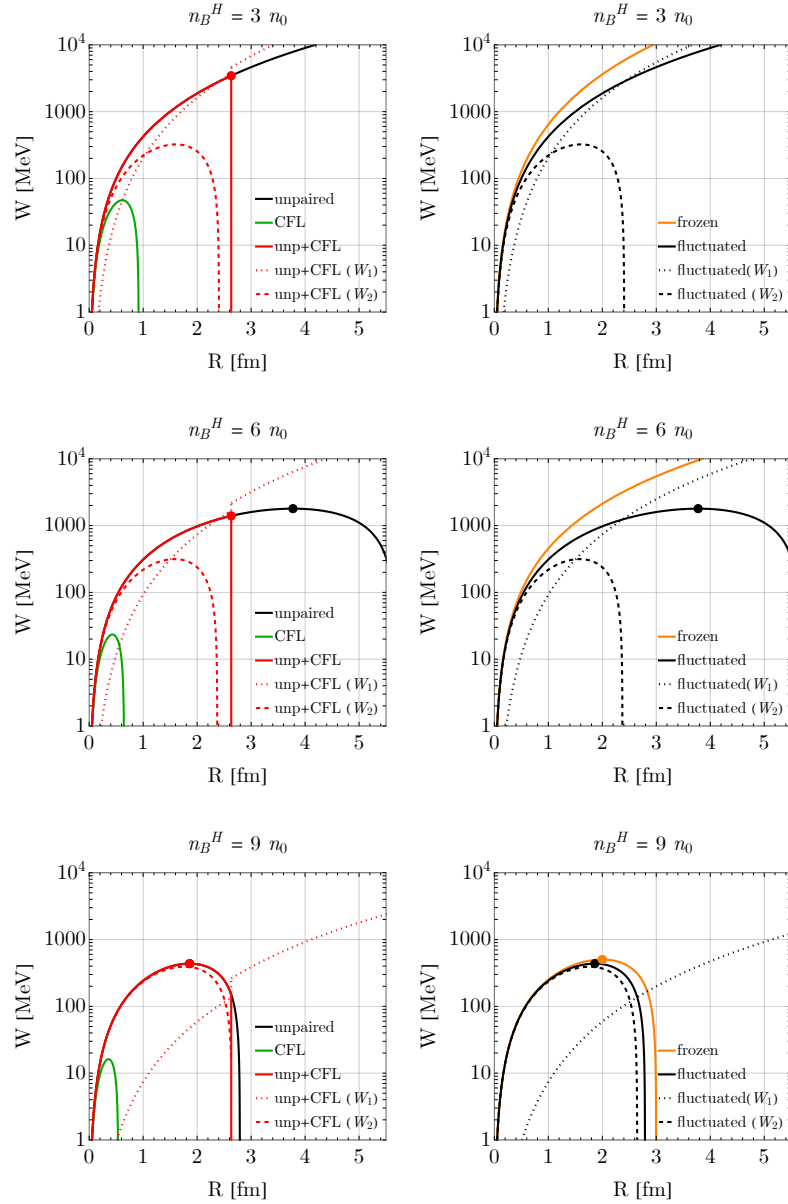 n_B^H = 3 n_0
n_B^H = 3 n_0
10^4
1000
100
10
1
W [MeV]
unpaired
CFL
unp+CFL
unp+CFL (W_1)
unp+CFL (W_2)
0 1 2 3 4 5
R [fm]
10^4
1000
100
10
1
W [MeV]
frozen
fluctuated
fluctuated(W_1)
fluctuated (W_2)
0 1 2 3 4 5
R [fm]
n_B^H = 6 n_0
n_B^H = 6 n_0
10^4
1000
100
10
1
W [MeV]
unpaired
CFL
unp+CFL
unp+CFL (W_1)
unp+CFL (W_2)
0 1 2 3 4 5
R [fm]
10^4
1000
100
10
1
W [MeV]
frozen
fluctuated
fluctuated(W_1)
fluctuated (W_2)
0 1 2 3 4 5
R [fm]
n_B^H = 9 n_0
n_B^H = 9 n_0
10^4
1000
100
10
1
W [MeV]
unpaired
CFL
unp+CFL
unp+CFL (W_1)
unp+CFL (W_2)
0 1 2 3 4 5
R [fm]
10^4
1000
100
10
1
W [MeV]
frozen
fluctuated
fluctuated(W_1)
fluctuated (W_2)
0 1 2 3 4 5
R [fm]